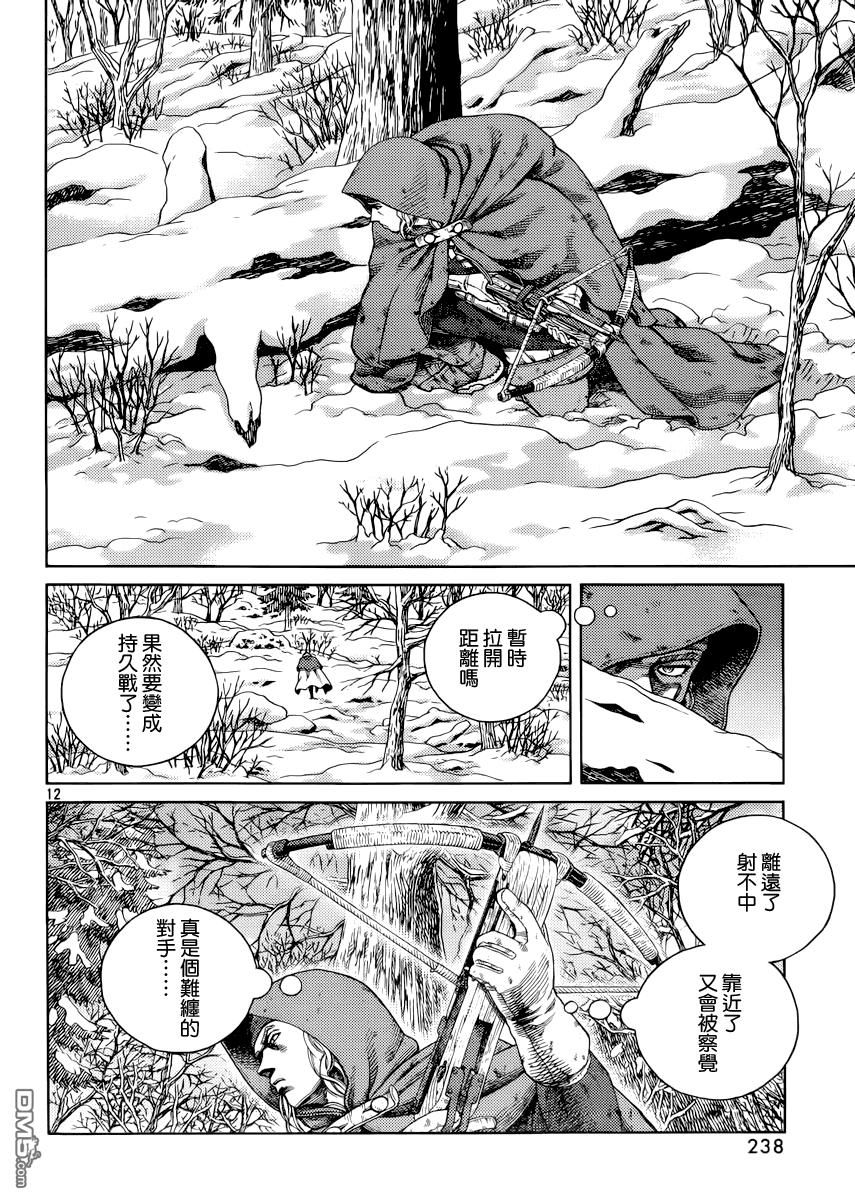 暫時
拉開
距離嗎
果然要變成
持久戰了……
12
離遠了
射不中
靠近了
又會被察覺
真是個難纏的
對手……
238
DM5.com